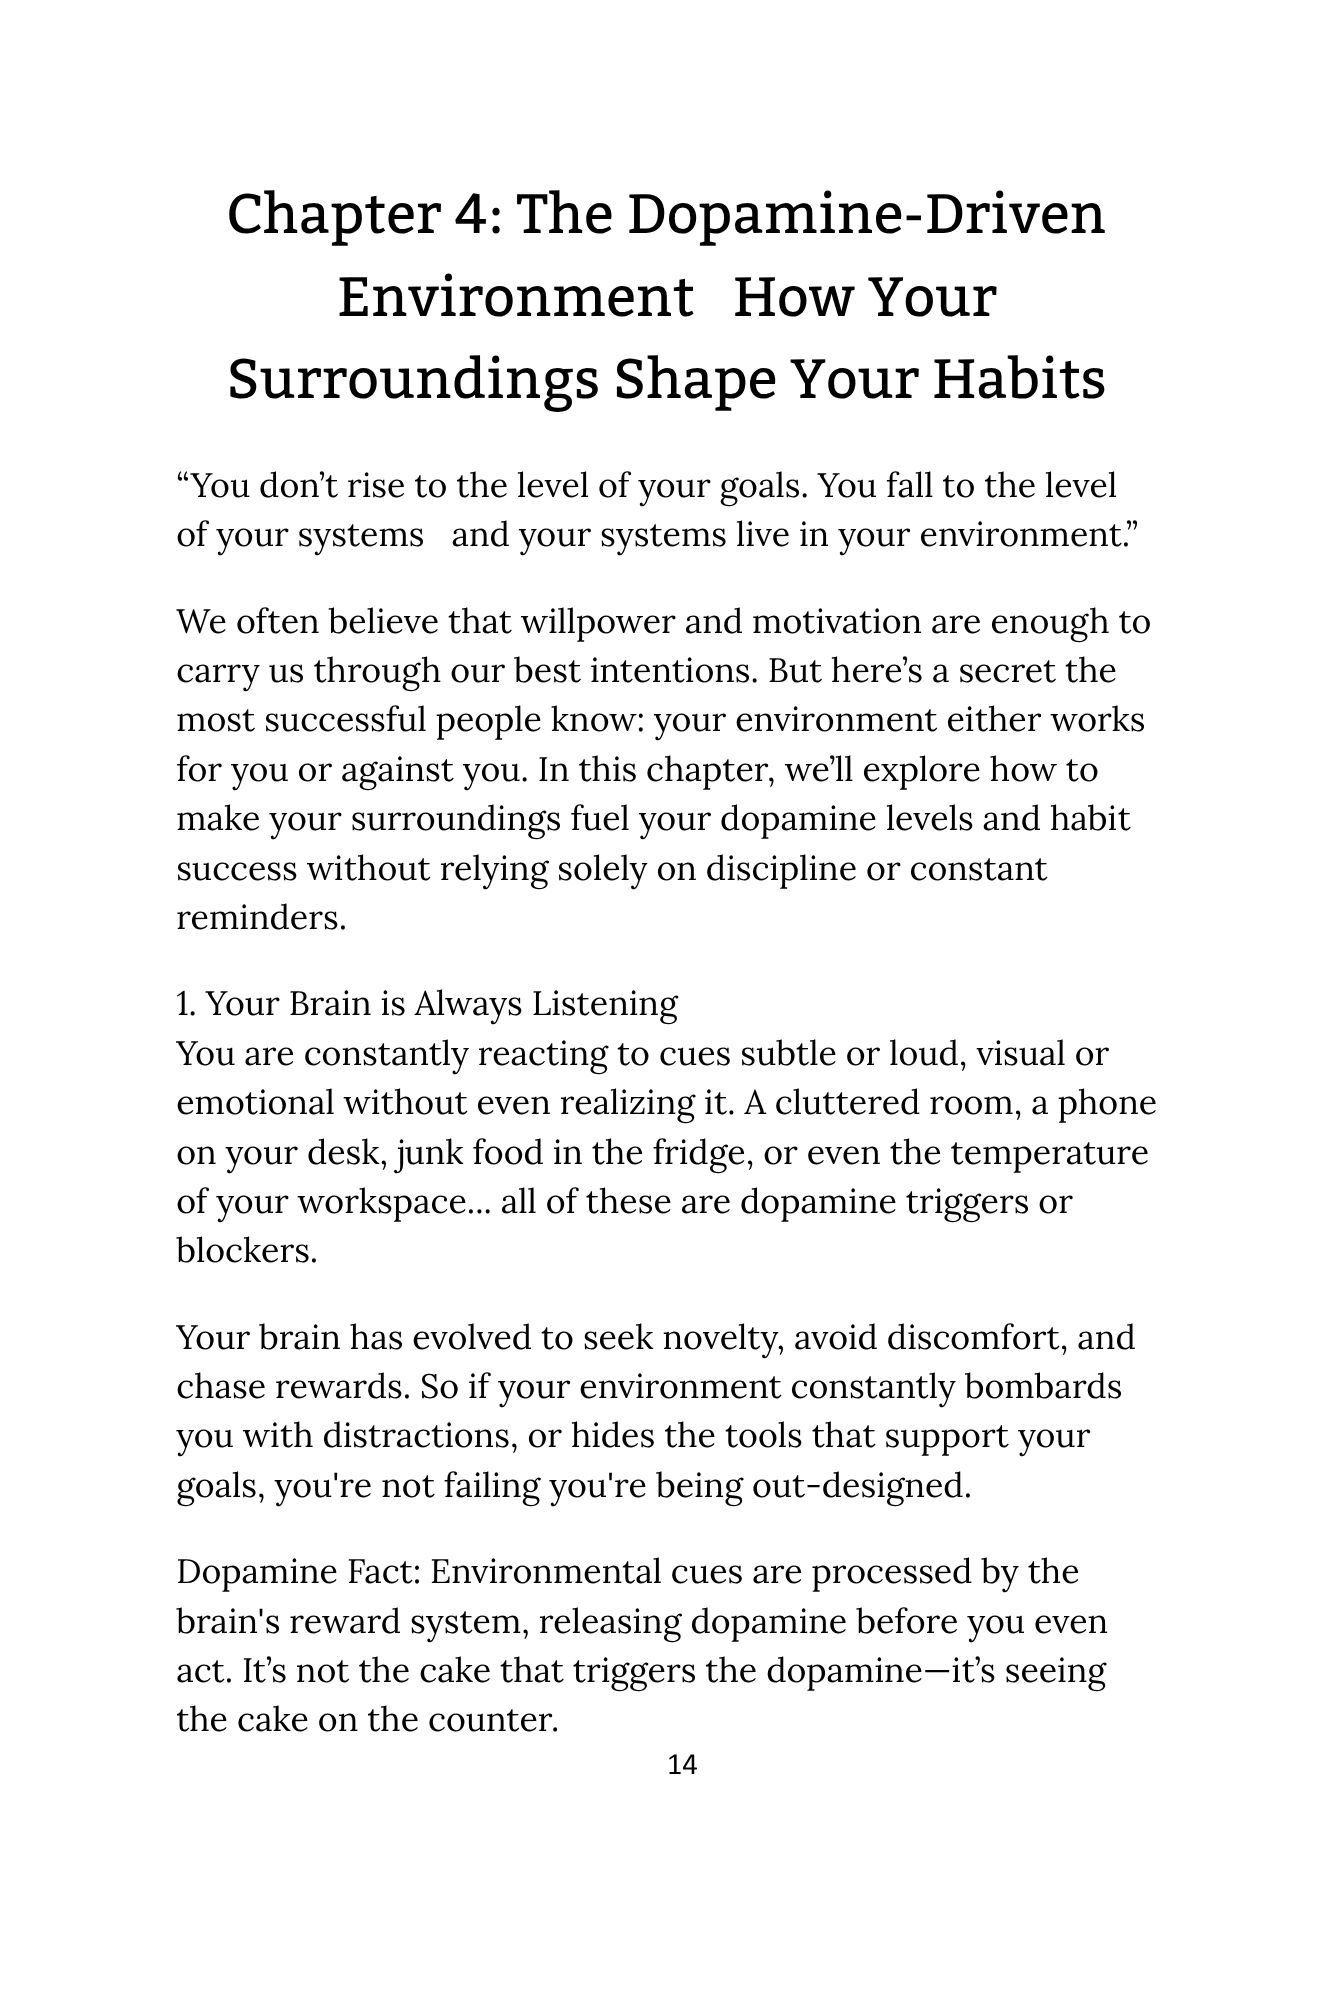 Chapter 4: The Dopamine-Driven
Environment   How Your
Surroundings Shape Your Habits
“You don’t rise to the level of your goals. You fall to the level
of your systems   and your systems live in your environment.”
We often believe that willpower and motivation are enough to
carry us through our best intentions. But here’s a secret the
most successful people know: your environment either works
for you or against you. In this chapter, we’ll explore how to
make your surroundings fuel your dopamine levels and habit
success without relying solely on discipline or constant
reminders.
1. Your Brain is Always Listening
You are constantly reacting to cues subtle or loud, visual or
emotional without even realizing it. A cluttered room, a phone
on your desk, junk food in the fridge, or even the temperature
of your workspace... all of these are dopamine triggers or
blockers.
Your brain has evolved to seek novelty, avoid discomfort, and
chase rewards. So if your environment constantly bombards
you with distractions, or hides the tools that support your
goals, you're not failing you're being out-designed.
Dopamine Fact: Environmental cues are processed by the
brain's reward system, releasing dopamine before you even
act. It’s not the cake that triggers the dopamine—it’s seeing
the cake on the counter.
14